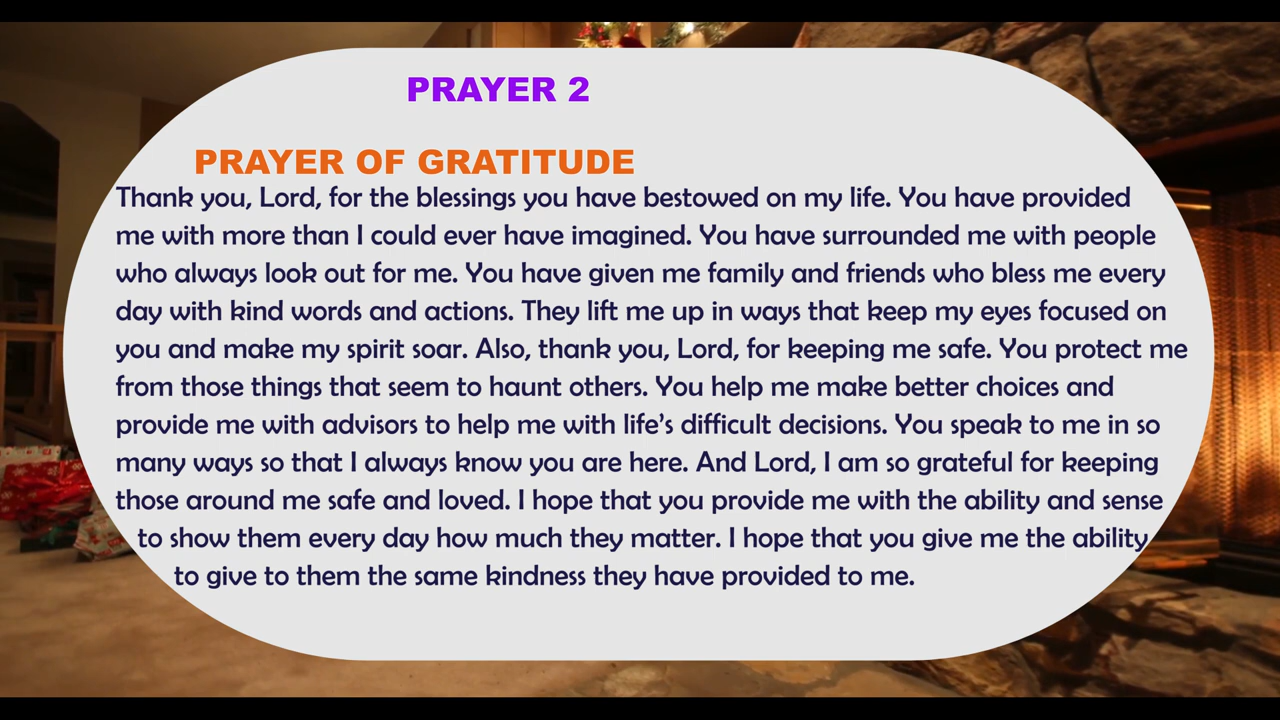 PRAYER 2
PRAYER OF GRATITUDE
Thank you, Lord, for the blessings you have bestowed on my life. You have provided
me with more than I could ever have imagined. You have surrounded me with people
who always look out for me. You have given me family and friends who bless me every
day with kind words and actions. They lift me up in ways that keep my eyes focused on
you and make my spirit soar. Also, thank you, Lord, for keeping me safe. You protect me
from those things that seem to haunt others. You help me make better choices and
provide me with advisors to help me with life’s difficult decisions. You speak to me in so
many ways so that I always know you are here. And Lord, I am so grateful for keeping
those around me safe and loved. I hope that you provide me with the ability and sense
to show them every day how much they matter. I hope that you give me the ability
to give to them the same kindness they have provided to me.